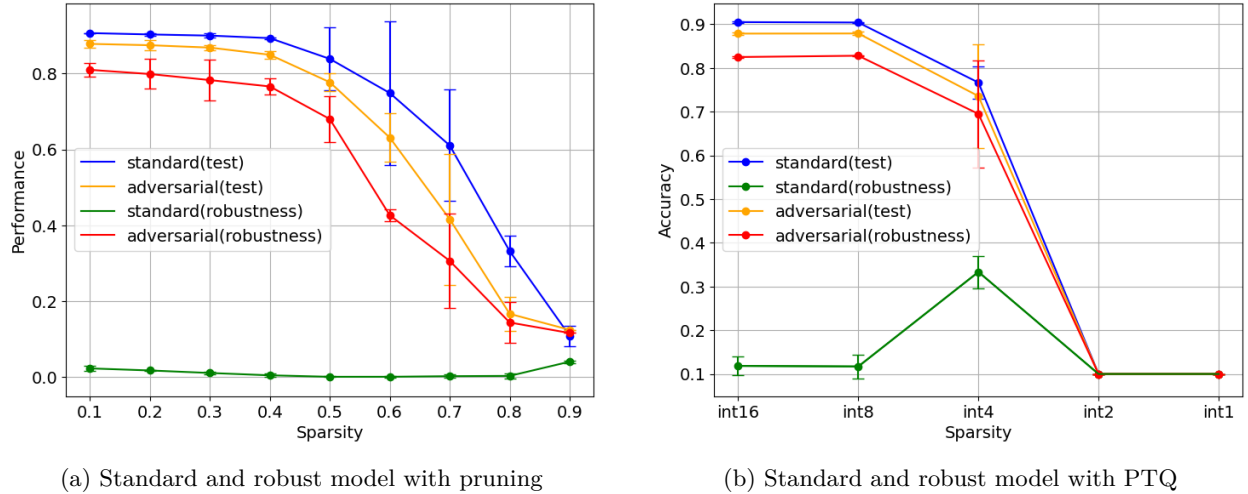 Performance
0.8
0.6
0.4
0.2
0.0
standard(test)
adversarial(test)
standard(robustness)
adversarial(robustness)
0.1 0.2 0.3 0.4 0.5 0.6 0.7 0.8 0.9
Sparsity
(a) Standard and robust model with pruning
Accuracy
0.9
0.8
0.7
0.6
0.5
0.4
0.3
0.2
0.1
standard(test)
standard(robustness)
adversarial(test)
adversarial(robustness)
int16 int8 int4 int2 int1
Sparsity
(b) Standard and robust model with PTQ